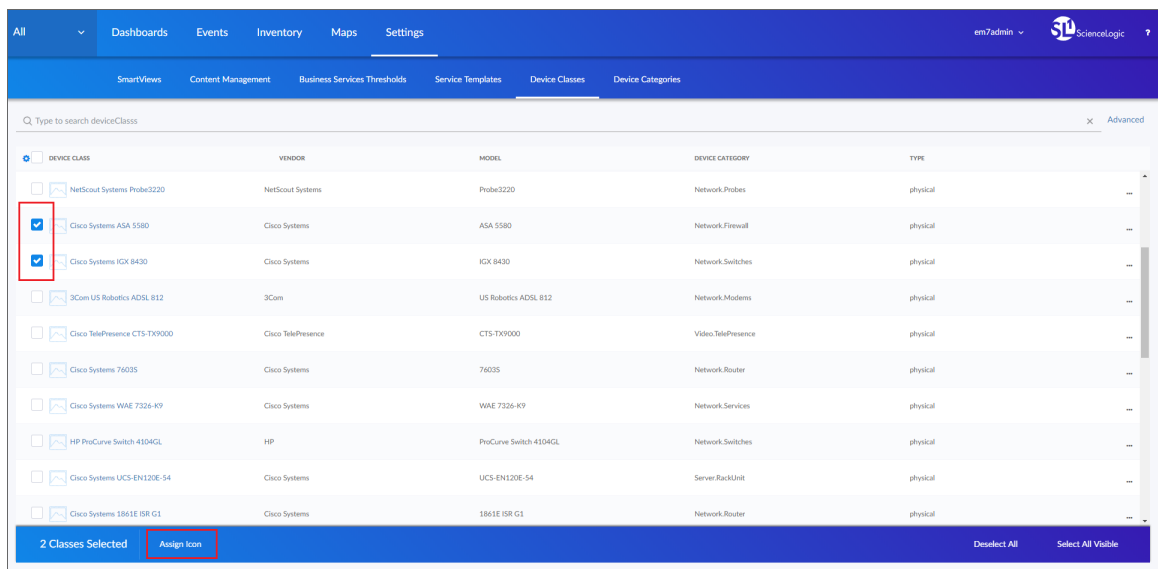 All Dashboards Events Inventory Maps Settings em7admin SL1 ScienceLogic ?
SmartViews Content Management Business Services Thresholds Service Templates Device Classes Device Categories
Type to search deviceClasss Advanced
DEVICE CLASS VENDOR MODEL DEVICE CATEGORY TYPE
NetScout Systems Probe3220 NetScout Systems Probe3220 Network.Probes physical ...
Cisco Systems ASA 5580 Cisco Systems ASA 5580 Network.Firewall physical ...
Cisco Systems IGX 8430 Cisco Systems IGX 8430 Network.Switches physical ...
3Com US Robotics ADSL 812 3Com US Robotics ADSL 812 Network.Modems physical ...
Cisco TelePresence CTS-TX9000 Cisco TelePresence CTS-TX9000 Video.TelePresence physical ...
Cisco Systems 7603S Cisco Systems 7603S Network.Router physical ...
Cisco Systems WAE 7326-K9 Cisco Systems WAE 7326-K9 Network.Services physical ...
HP ProCurve Switch 4104GL HP ProCurve Switch 4104GL Network.Switches physical ...
Cisco Systems UCS-EN120E-54 Cisco Systems UCS-EN120E-54 Server.RackUnit physical ...
Cisco Systems 1861E ISR G1 Cisco Systems 1861E ISR G1 Network.Router physical ...
2 Classes Selected Assign Icon Deselect All Select All Visible